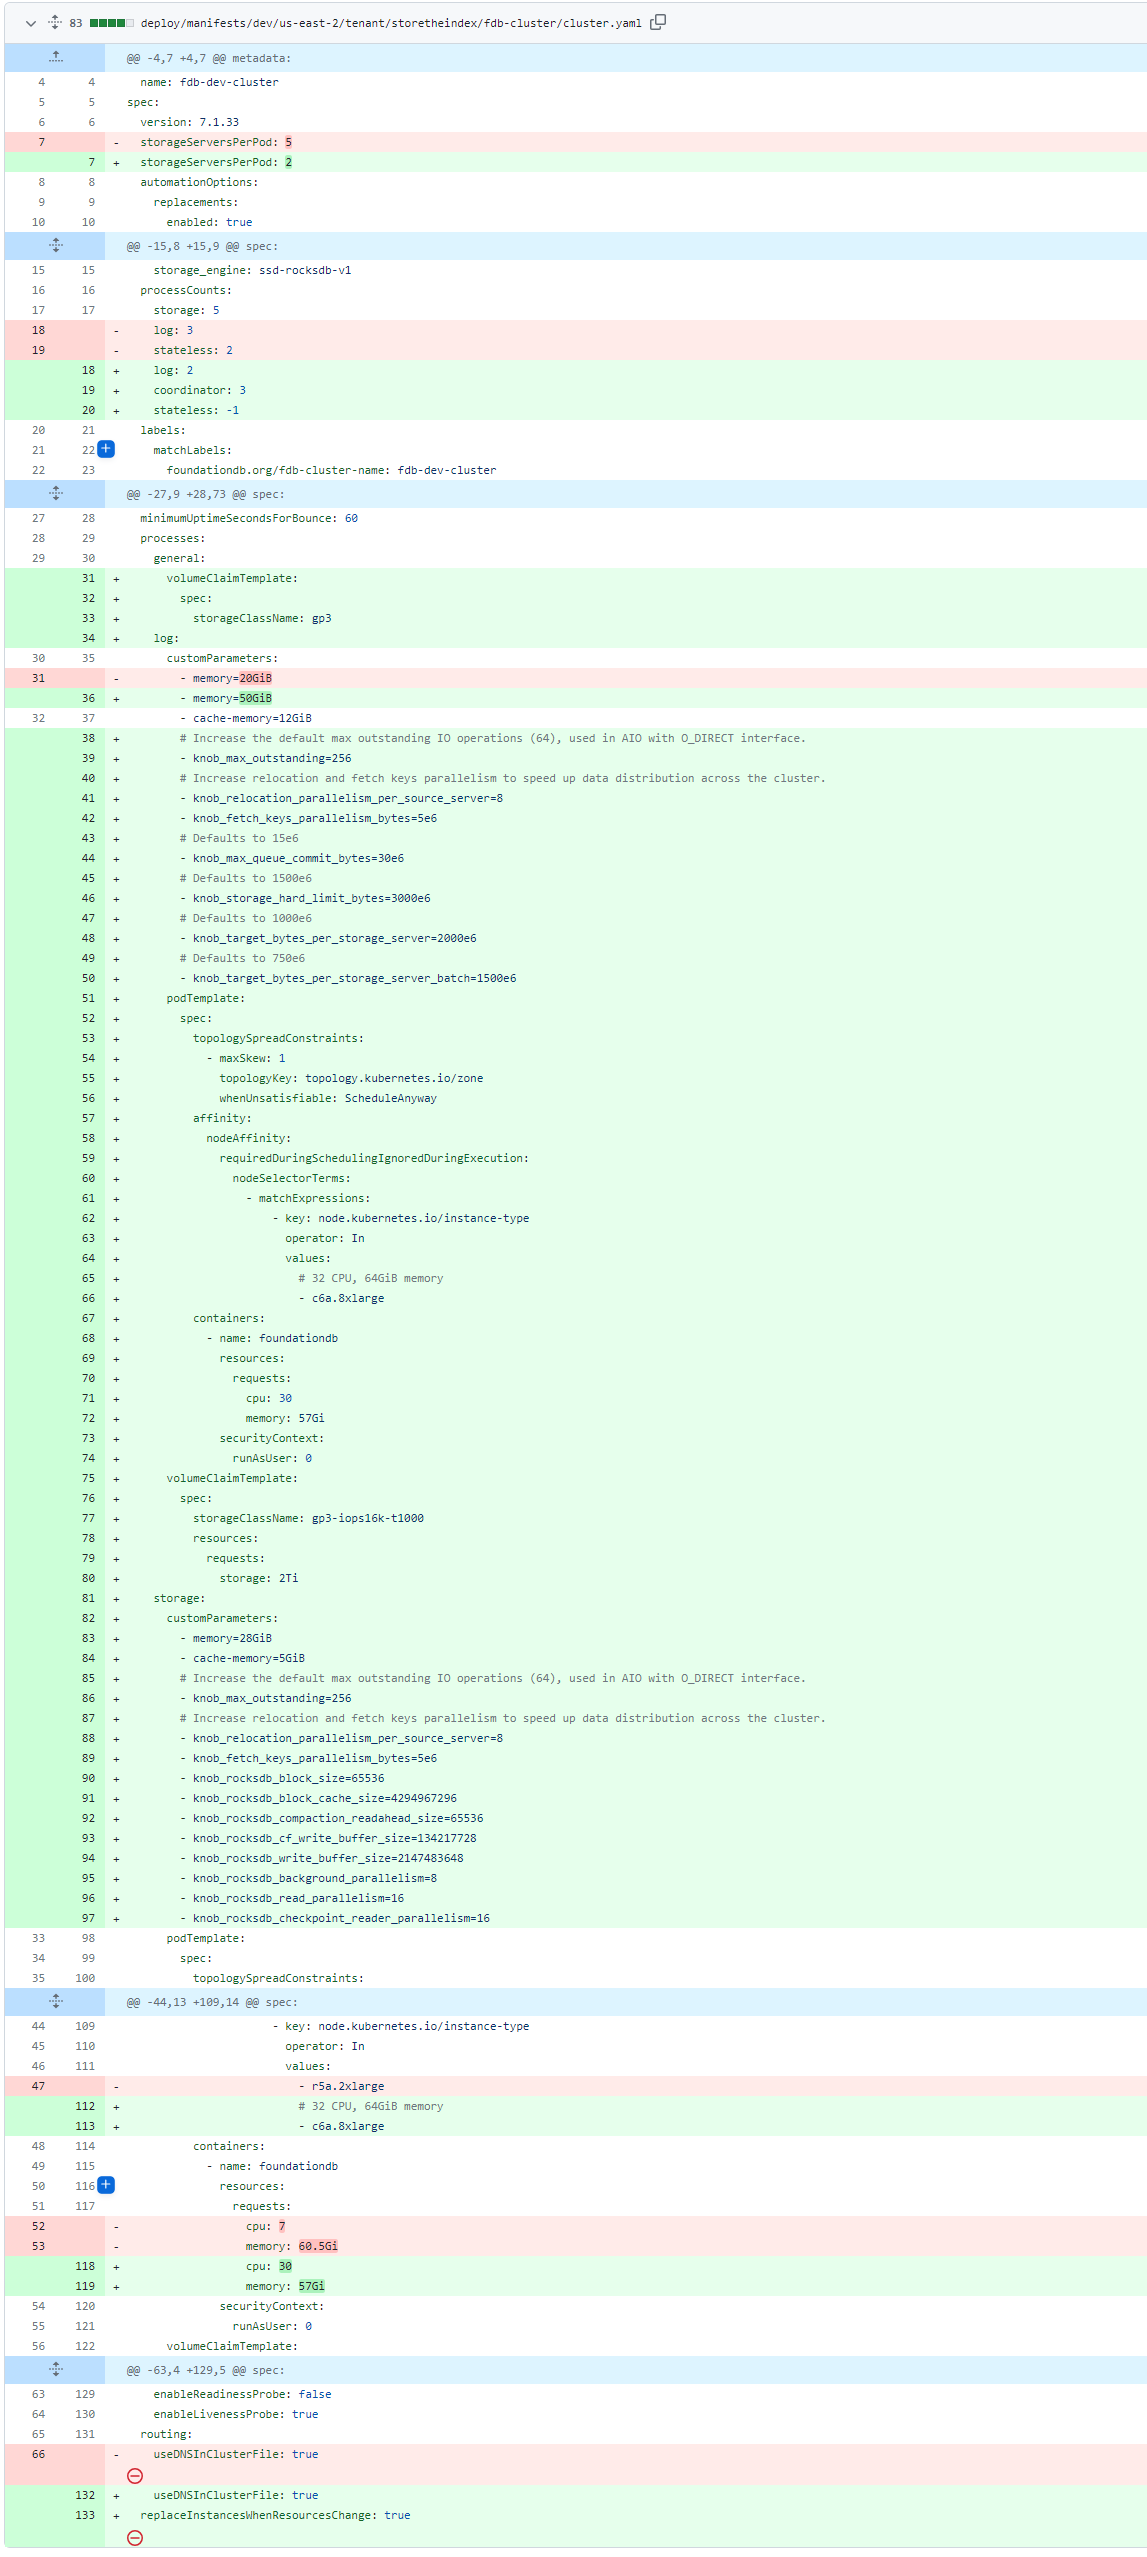 83 deploy/manifests/dev/us-east-2/tenant/storetheindex/fdb-cluster/cluster.yaml
@@ -4,7 +4,7 @@ metadata:
4 4 name: fdb-dev-cluster
5 5 spec:
6 6 version: 7.1.33
7 - storageServersPerPod: 5
7 + storageServersPerPod: 2
8 8 automationOptions:
9 9 replacements:
10 10 enabled: true
@@ -15,8 +15,9 @@ spec:
15 15 storage_engine: ssd-rocksdb-v1
16 16 processCounts:
17 17 storage: 5
18 - log: 3
19 - stateless: 2
18 + log: 2
19 + coordinator: 3
20 + stateless: -1
20 21 labels:
21 22 + matchLabels:
22 23 foundationdb.org/fdb-cluster-name: fdb-dev-cluster
@@ -27,9 +28,73 @@ spec:
27 28 minimumUptimeSecondsForBounce: 60
28 29 processes:
29 30 general:
31 + volumeClaimTemplate:
32 + spec:
33 + storageClassName: gp3
34 + log:
30 35 customParameters:
31 - - memory=20GiB
36 + - memory=50GiB
32 37 - cache-memory=12GiB
38 + # Increase the default max outstanding IO operations (64), used in AIO with O_DIRECT interface.
39 + - knob_max_outstanding=256
40 + # Increase relocation and fetch keys parallelism to speed up data distribution across the cluster.
41 + - knob_relocation_parallelism_per_source_server=8
42 + - knob_fetch_keys_parallelism_bytes=5e6
43 + # Defaults to 15e6
44 + - knob_max_queue_commit_bytes=30e6
45 + # Defaults to 1500e6
46 + - knob_storage_hard_limit_bytes=3000e6
47 + # Defaults to 1000e6
48 + - knob_target_bytes_per_storage_server=2000e6
49 + # Defaults to 750e6
50 + - knob_target_bytes_per_storage_server_batch=1500e6
51 + podTemplate:
52 + spec:
53 + topologySpreadConstraints:
54 + - maxSkew: 1
55 + topologyKey: topology.kubernetes.io/zone
56 + whenUnsatisfiable: ScheduleAnyway
57 + affinity:
58 + nodeAffinity:
59 + requiredDuringSchedulingIgnoredDuringExecution:
60 + nodeSelectorTerms:
61 + - matchExpressions:
62 + - key: node.kubernetes.io/instance-type
63 + operator: In
64 + values:
65 + # 32 CPU, 64GiB memory
66 + - c6a.8xlarge
67 + containers:
68 + - name: foundationdb
69 + resources:
70 + requests:
71 + cpu: 30
72 + memory: 57Gi
73 + securityContext:
74 + runAsUser: 0
75 + volumeClaimTemplate:
76 + spec:
77 + storageClassName: gp3-iops16k-t1000
78 + resources:
79 + requests:
80 + storage: 2Ti
81 + storage:
82 + customParameters:
83 + - memory=28GiB
84 + - cache-memory=5GiB
85 + # Increase the default max outstanding IO operations (64), used in AIO with O_DIRECT interface.
86 + - knob_max_outstanding=256
87 + # Increase relocation and fetch keys parallelism to speed up data distribution across the cluster.
88 + - knob_relocation_parallelism_per_source_server=8
89 + - knob_fetch_keys_parallelism_bytes=5e6
90 + - knob_rocksdb_block_size=65536
91 + - knob_rocksdb_block_cache_size=4294967296
92 + - knob_rocksdb_compaction_readahead_size=65536
93 + - knob_rocksdb_cf_write_buffer_size=134217728
94 + - knob_rocksdb_write_buffer_size=2147483648
95 + - knob_rocksdb_background_parallelism=8
96 + - knob_rocksdb_read_parallelism=16
97 + - knob_rocksdb_checkpoint_reader_parallelism=16
33 98 podTemplate:
34 99 spec:
35 100 topologySpreadConstraints:
@@ -44,13 +109,14 @@ spec:
44 109 - key: node.kubernetes.io/instance-type
45 110 operator: In
46 111 values:
47 - - r5a.2xlarge
112 + # 32 CPU, 64GiB memory
113 + - c6a.8xlarge
48 114 containers:
49 115 - name: foundationdb
50 116 + resources:
51 117 requests:
52 - cpu: 7
53 - memory: 60.5Gi
118 + cpu: 30
119 + memory: 57Gi
54 120 securityContext:
55 121 runAsUser: 0
56 122 volumeClaimTemplate:
@@ -63,4 +129,5 @@ spec:
63 129 enableReadinessProbe: false
64 130 enableLivenessProbe: true
65 131 routing:
66 - useDNSInClusterFile: true
132 + useDNSInClusterFile: true
133 + replaceInstancesWhenResourcesChange: true